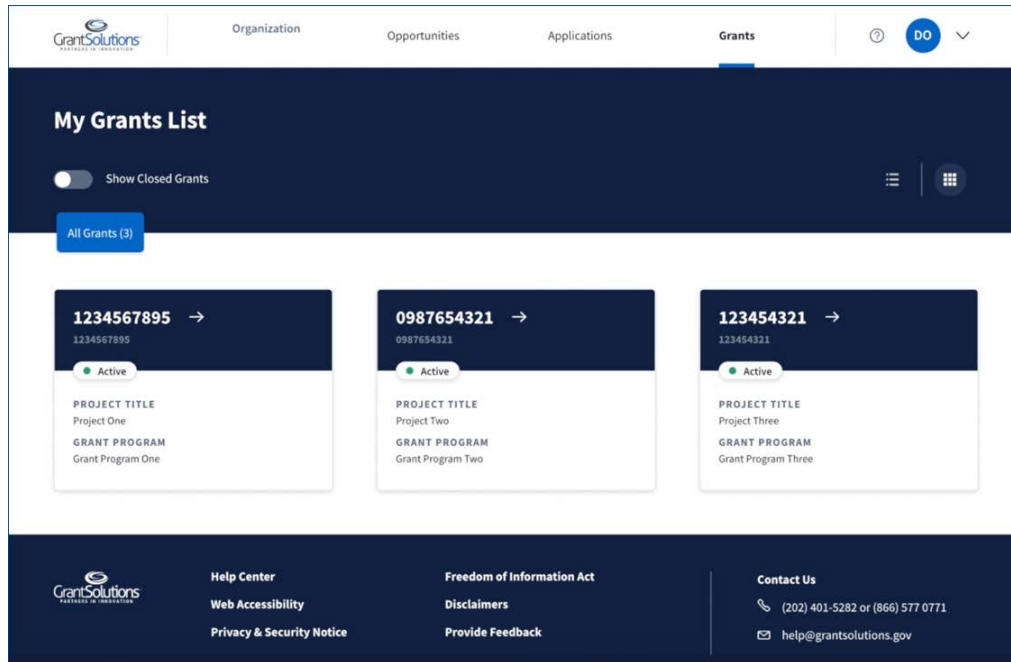 GrantSolutions
PARTNERS IN INNOVATION
Organization
Opportunities
Applications
Grants
DO
My Grants List
Show Closed Grants
All Grants (3)
1234567895
1234567895
Active
PROJECT TITLE
Project One
GRANT PROGRAM
Grant Program One
0987654321
0987654321
Active
PROJECT TITLE
Project Two
GRANT PROGRAM
Grant Program Two
123454321
123454321
Active
PROJECT TITLE
Project Three
GRANT PROGRAM
Grant Program Three
GrantSolutions
PARTNERS IN INNOVATION
Help Center
Web Accessibility
Privacy & Security Notice
Freedom of Information Act
Disclaimers
Provide Feedback
Contact Us
(202) 401-5282 or (866) 577 0771
help@grantsolutions.gov